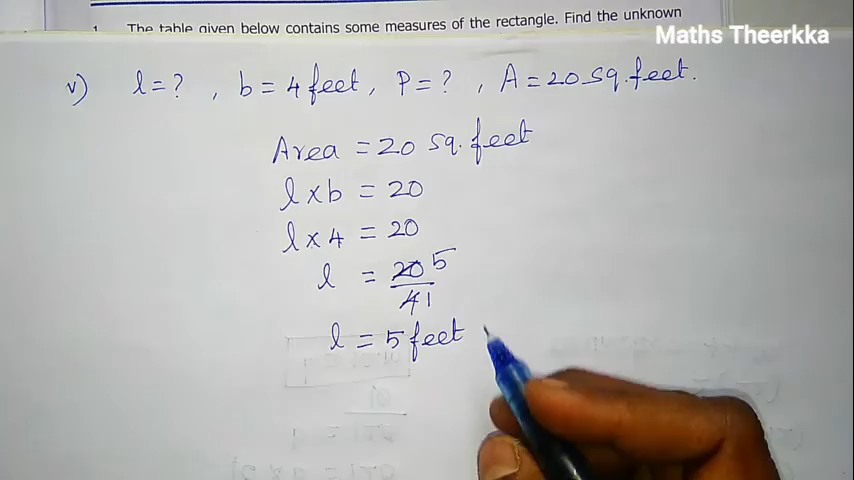 1. The table given below contains some measures of the rectangle. Find the unknown
Maths Theerkka
v) l = ? , b = 4 feet, P = ? , A = 20 sq. feet.
Area = 20 sq. feet
l × b = 20
l × 4 = 20
l = 20 5
4 1
l = 5 feet